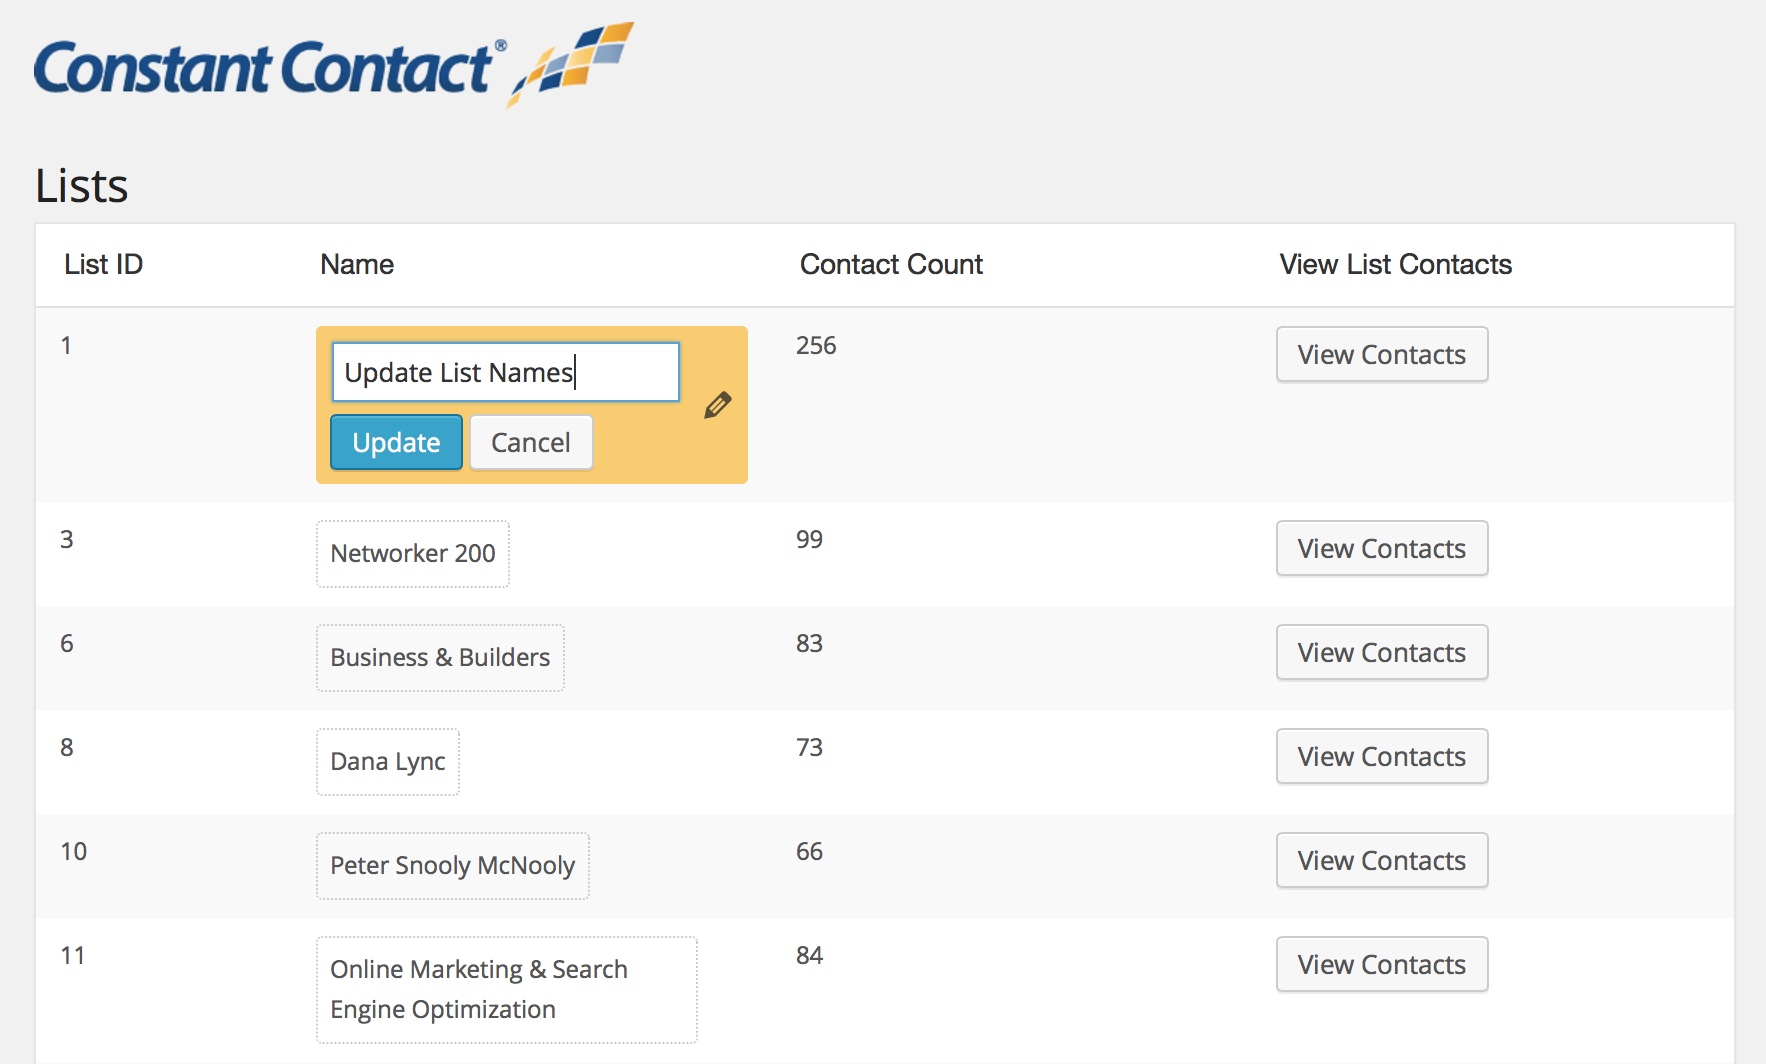 Constant Contact®
Lists
List ID Name Contact Count View List Contacts
1 Update List Names 256 View Contacts
Update Cancel
3 Networker 200 99 View Contacts
6 Business & Builders 83 View Contacts
8 Dana Lync 73 View Contacts
10 Peter Snooly McNooly 66 View Contacts
11 Online Marketing & Search 84 View Contacts
Engine Optimization